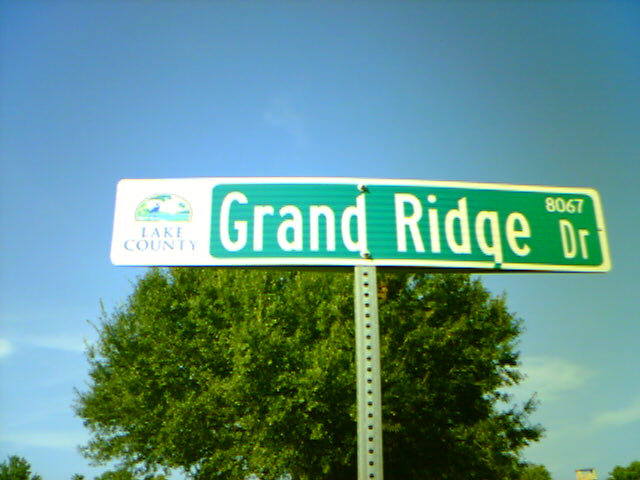 LAKE
COUNTY
Grand Ridge Dr
8067